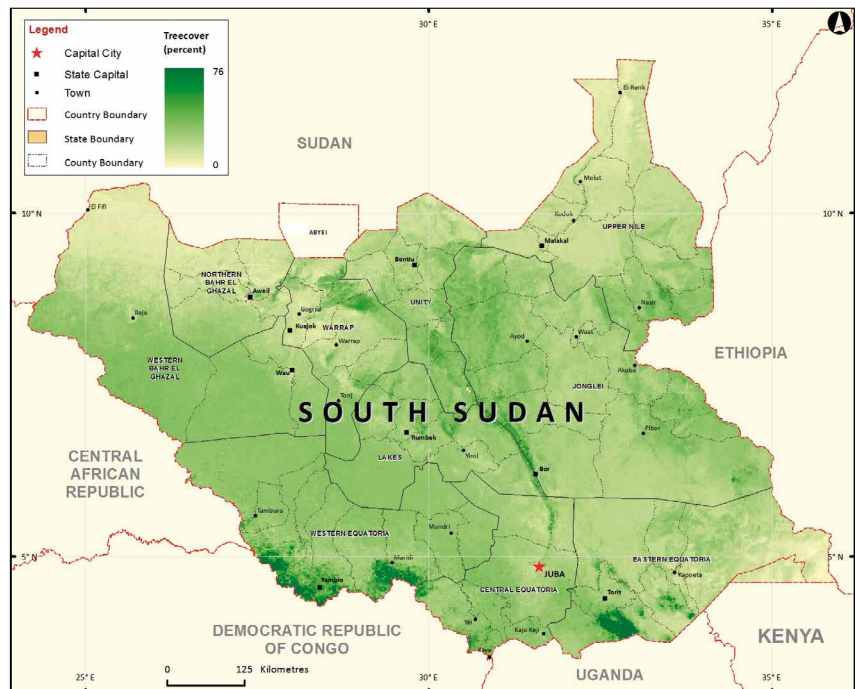 Legend
Capital City
State Capital
Town
Country Boundary
State Boundary
County Boundary
Treecover
(percent)
76
0
30°E
35°E
SUDAN
El-Renk
Melut
Kodok
UPPER NILE
Malakal
El Fifi
10° N
10° N
ABYEI
NORTHERN
BAHR EL
GHAZAL
Aweil
Bentiu
UNITY
Nasir
Raja
Gogrial
Kuajok
WARRAP
Warrap
Ayod
Waat
WESTERN
BAHR EL
GHAZAL
Wau
Akobo
ETHIOPIA
JONGLEI
Tonj
SOUTH SUDAN
Rumbek
Pibor
LAKES
Yirol
Bor
CENTRAL
AFRICAN
REPUBLIC
Tambura
WESTERN EQUATORIA
Mundri
5° N
5° N
Maridi
EASTERN EQUATORIA
JUBA
Kapoeta
Yambio
CENTRAL EQUATORIA
Torit
Yei
Kajo Keji
DEMOCRATIC REPUBLIC
OF CONGO
Kaya
KENYA
UGANDA
0
125
Kilometres
25°E
30°E
35°E